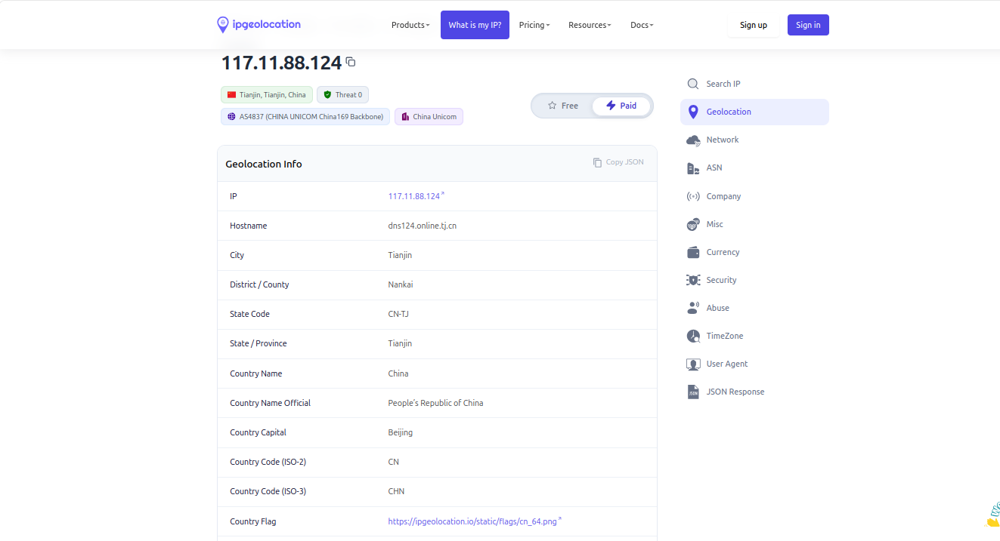 ipgeolocation
Products What is my IP? Pricing Resources Docs Sign up Sign in
117.11.88.124
Tianjin, Tianjin, China Threat 0
AS4837 (CHINA UNICOM China169 Backbone) China Unicom
Free Paid
Geolocation Info Copy JSON
IP 117.11.88.124
Hostname dns124.online.tj.cn
City Tianjin
District / County Nankai
State Code CN-TJ
State / Province Tianjin
Country Name China
Country Name Official People's Republic of China
Country Capital Beijing
Country Code (ISO-2) CN
Country Code (ISO-3) CHN
Country Flag https://ipgeolocation.io/static/flags/cn_64.png
Search IP
Geolocation
Network
ASN
Company
Misc
Currency
Security
Abuse
TimeZone
User Agent
JSON Response